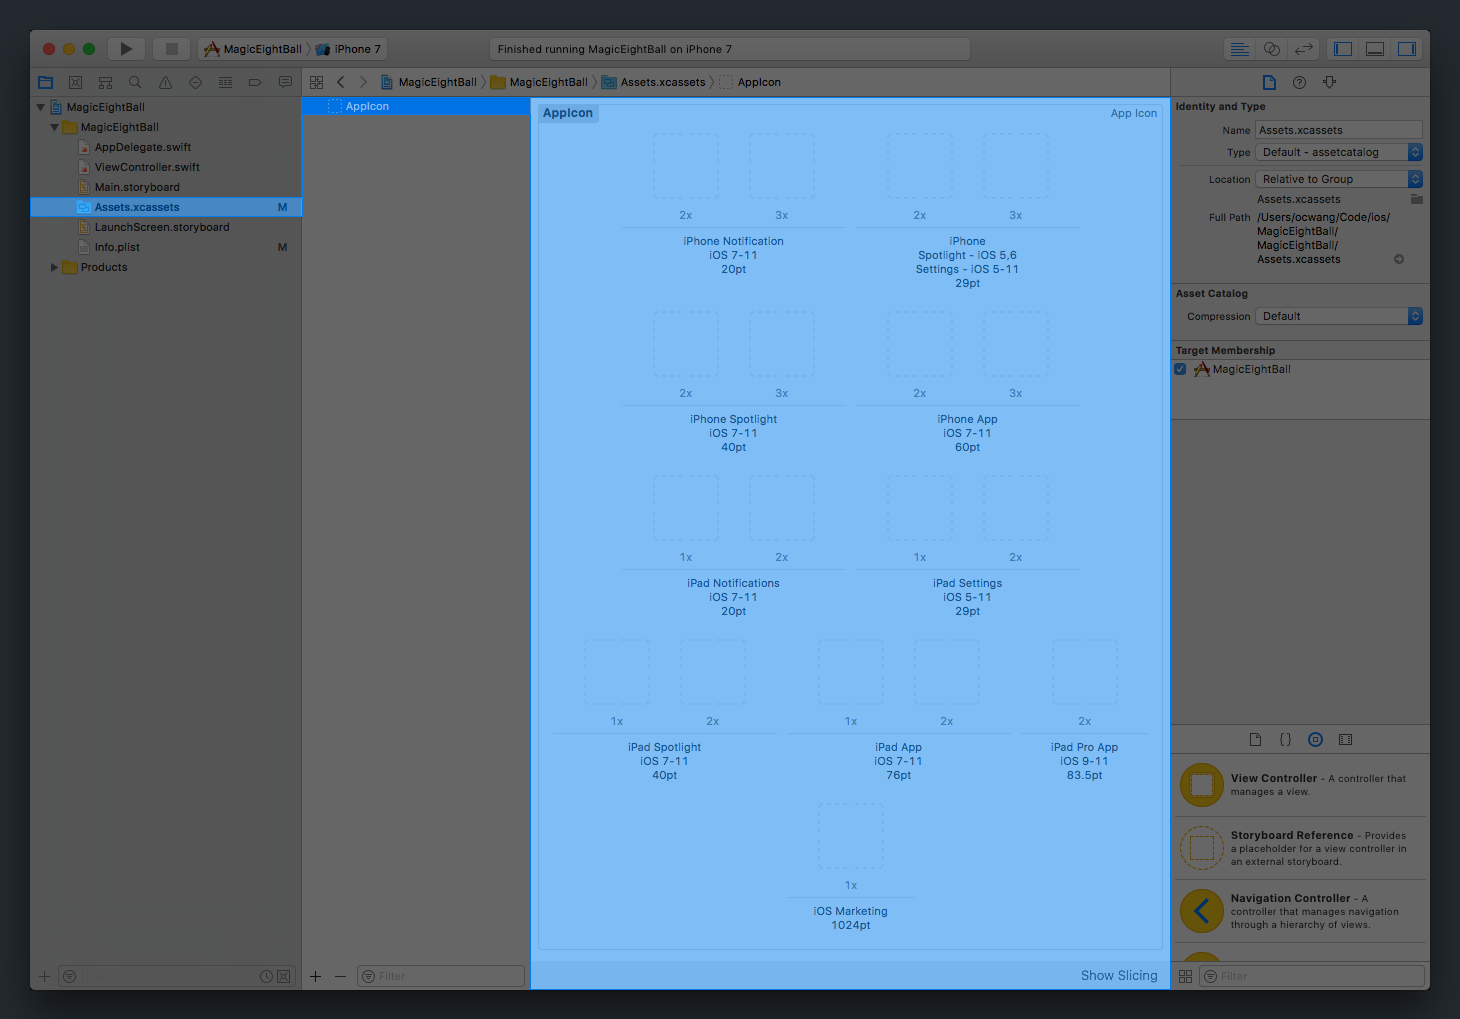 MagicEightBall
iPhone 7
Finished running MagicEightBall on iPhone 7
MagicEightBall
MagicEightBall
Assets.xcassets
AppIcon
MagicEightBall
MagicEightBall
AppDelegate.swift
ViewController.swift
Main.storyboard
Assets.xcassets
M
LaunchScreen.storyboard
Info.plist
M
Products
AppIcon
Filter
AppIcon
App Icon
2x
3x
iPhone Notification
iOS 7-11
20pt
2x
3x
iPhone
Spotlight - iOS 5,6
Settings - iOS 5-11
29pt
2x
3x
iPhone Spotlight
iOS 7-11
40pt
2x
3x
iPhone App
iOS 7-11
60pt
1x
2x
iPad Notifications
iOS 7-11
20pt
1x
2x
iPad Settings
iOS 5-11
29pt
1x
2x
iPad Spotlight
iOS 7-11
40pt
1x
2x
iPad App
iOS 7-11
76pt
2x
iPad Pro App
iOS 9-11
83.5pt
1x
iOS Marketing
1024pt
Show Slicing
Identity and Type
Name
Assets.xcassets
Type
Default - assetcatalog
Location
Relative to Group
Assets.xcassets
Full Path
/Users/ocwang/Code/ios/
MagicEightBall/
MagicEightBall/
Assets.xcassets
Asset Catalog
Compression
Default
Target Membership
MagicEightBall
{ }
View Controller - A controller that
manages a view.
Storyboard Reference - Provides
a placeholder for a view controller in
an external storyboard.
Navigation Controller - A
controller that manages navigation
through a hierarchy of views.
Filter